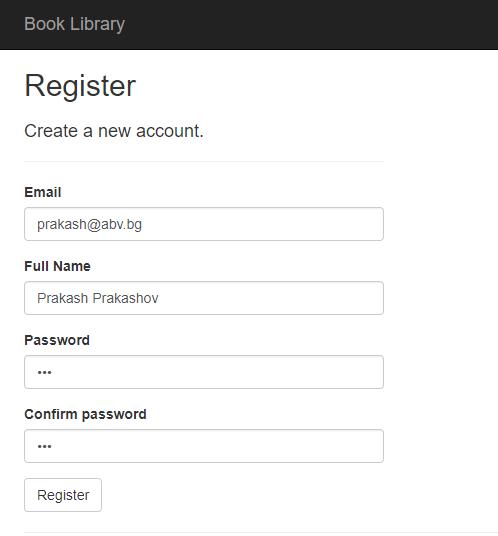 Book Library
Register
Create a new account.
Email
prakash@abv.bg
Full Name
Prakash Prakashov
Password
•••
Confirm password
•••
Register